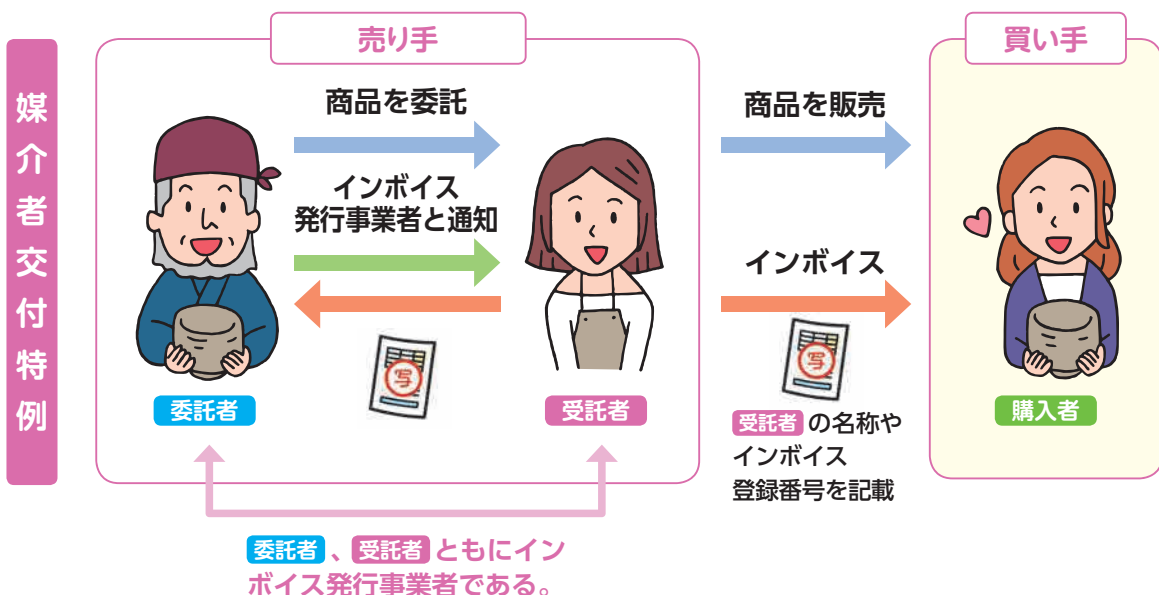 媒介者交付特例
売り手
買い手
商品を委託
商品を販売
インボイス
発行事業者と通知
インボイス
写
写
委託者
受託者
受託者 の名称や
インボイス
登録番号を記載
購入者
委託者 、 受託者 ともにイン
ボイス発行事業者である。